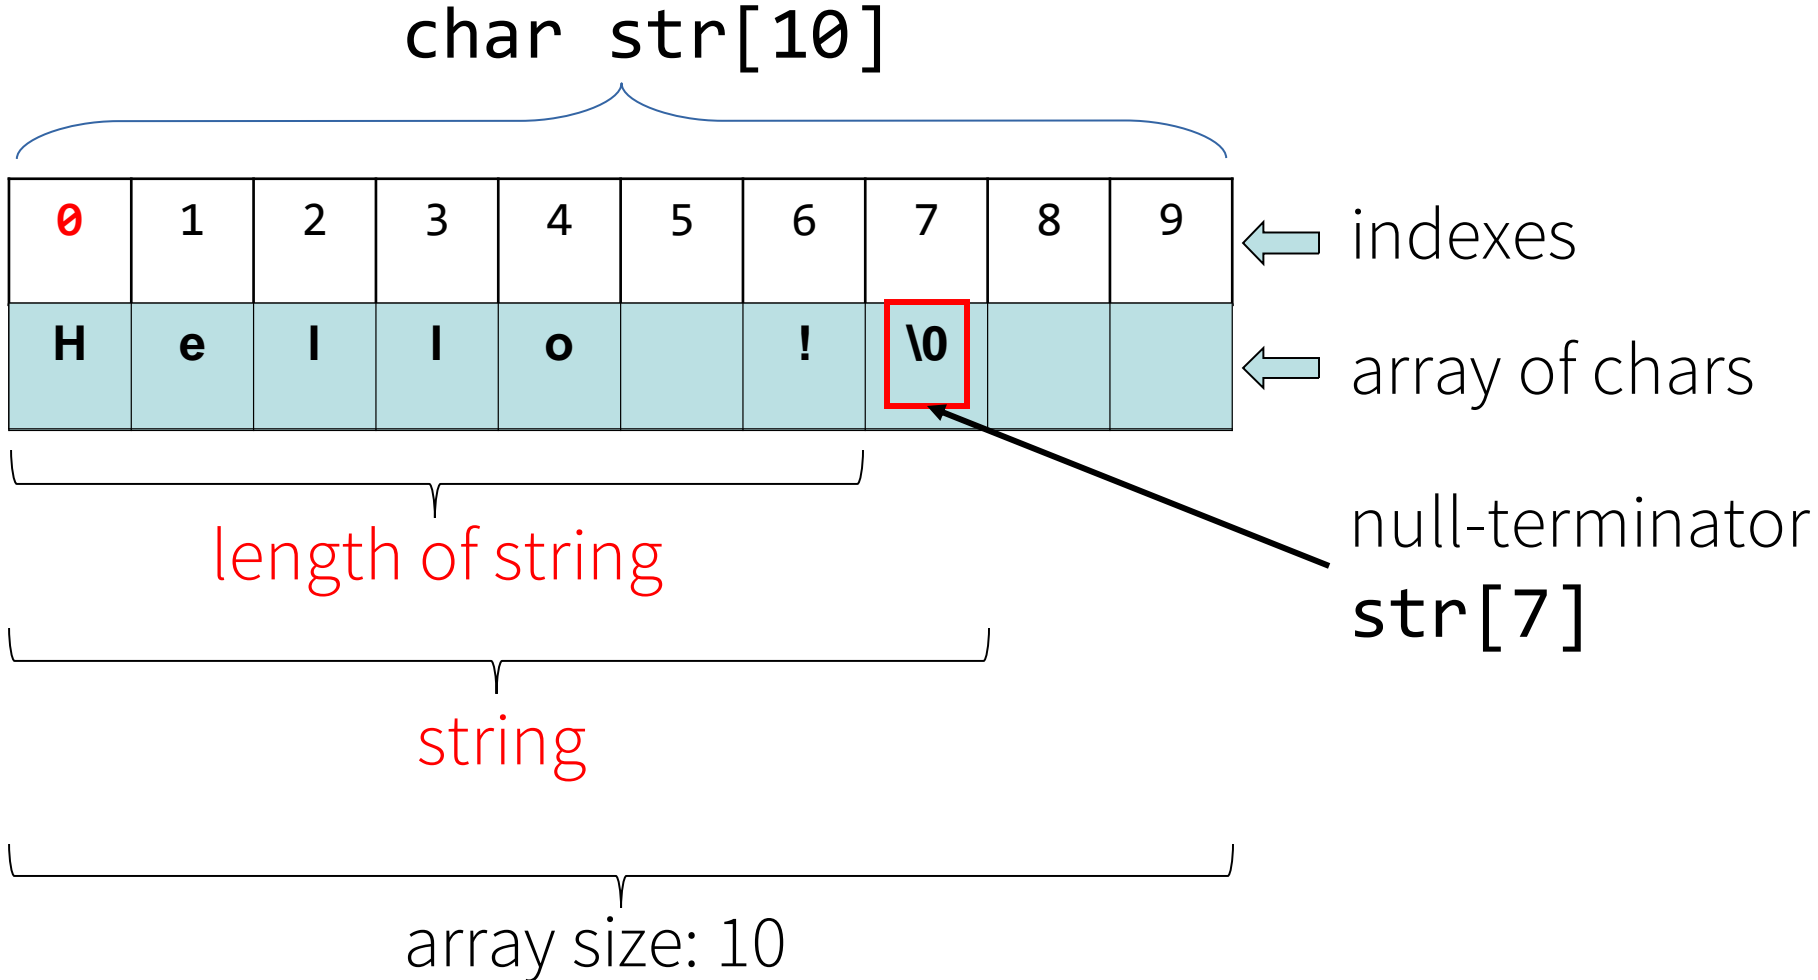 char str[10]
0 1 2 3 4 5 6 7 8 9
indexes
H e l l o ! \0
array of chars
length of string
null-terminator
str[7]
string
array size: 10